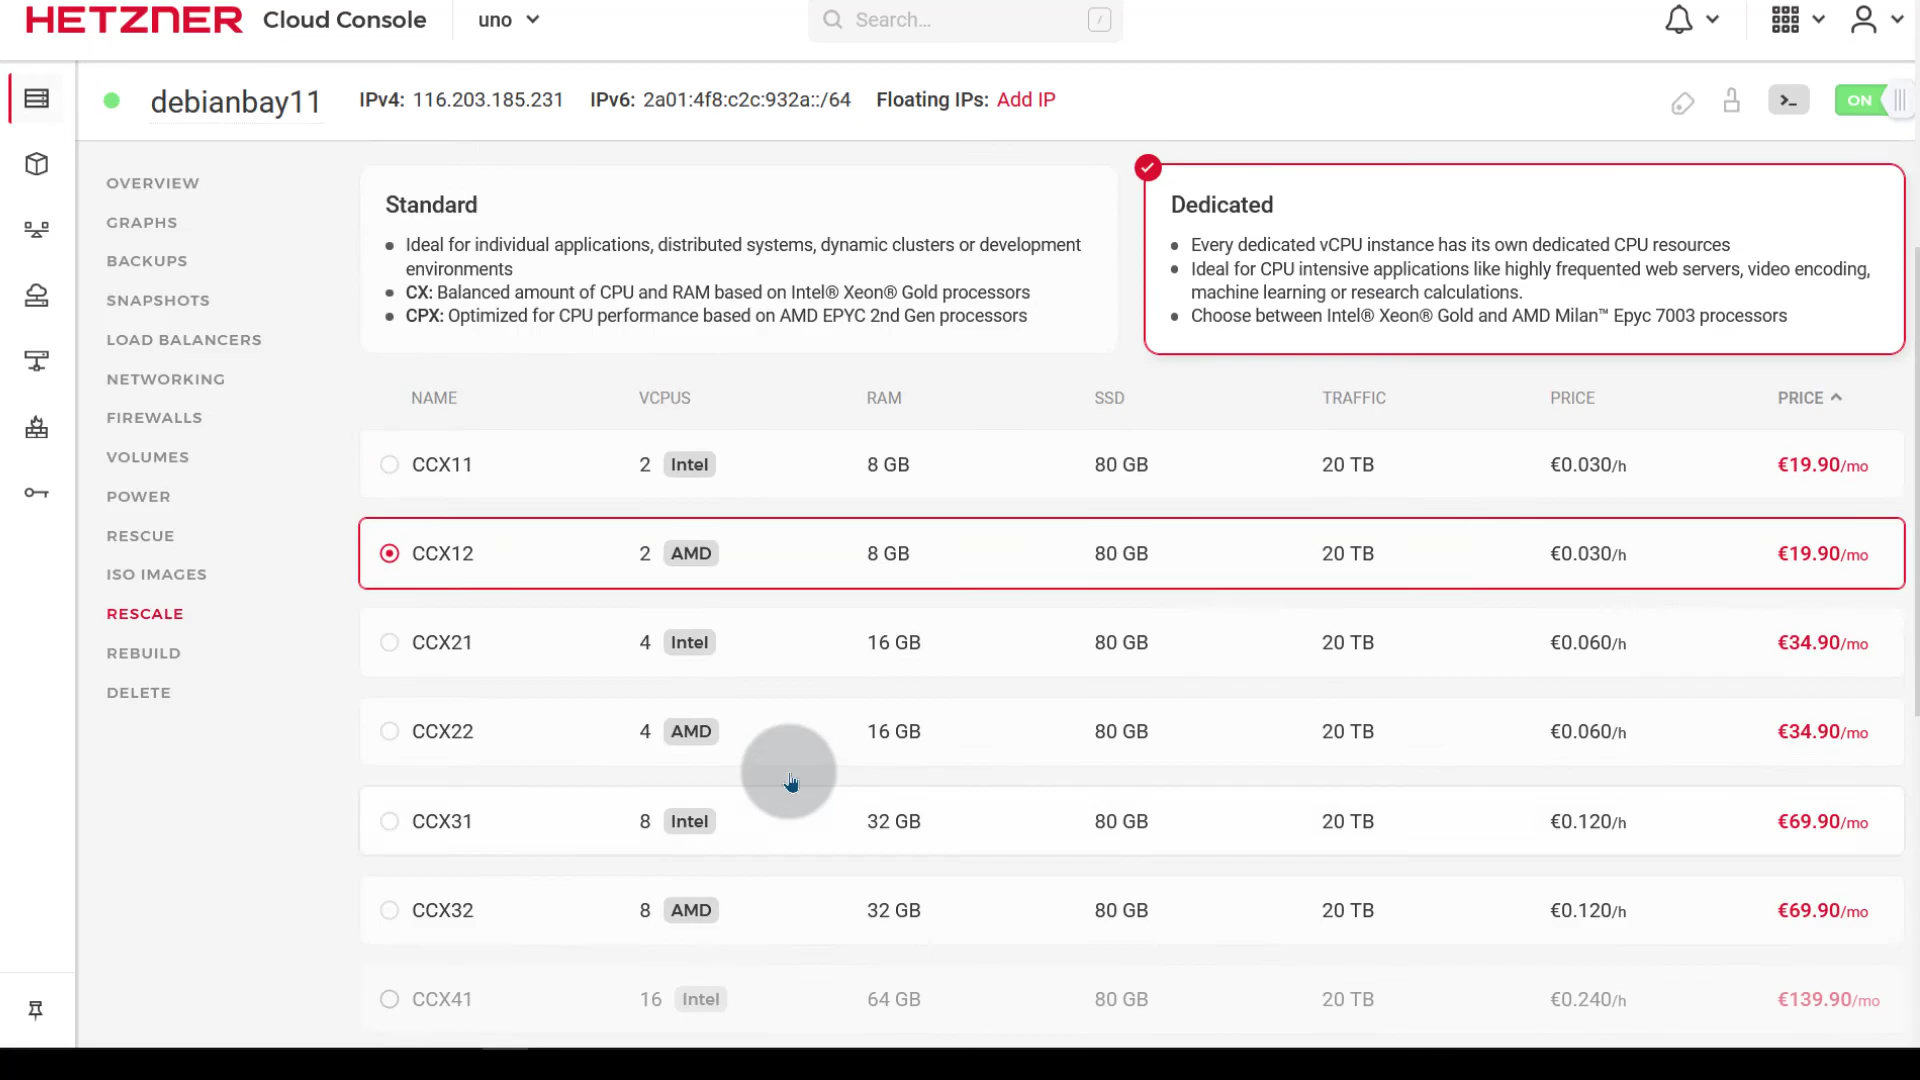 HETZNER Cloud Console uno Search... /
debianbay11 IPv4: 116.203.185.231 IPv6: 2a01:4f8:c2c:932a::/64 Floating IPs: Add IP >_ ON
OVERVIEW
GRAPHS
BACKUPS
SNAPSHOTS
LOAD BALANCERS
NETWORKING
FIREWALLS
VOLUMES
POWER
RESCUE
ISO IMAGES
RESCALE
REBUILD
DELETE
Standard
Ideal for individual applications, distributed systems, dynamic clusters or development
environments
CX: Balanced amount of CPU and RAM based on Intel® Xeon® Gold processors
CPX: Optimized for CPU performance based on AMD EPYC 2nd Gen processors
Dedicated
Every dedicated vCPU instance has its own dedicated CPU resources
Ideal for CPU intensive applications like highly frequented web servers, video encoding,
machine learning or research calculations.
Choose between Intel® Xeon® Gold and AMD Milan™ Epyc 7003 processors
NAME VCPUS RAM SSD TRAFFIC PRICE PRICE
CCX11 2 Intel 8 GB 80 GB 20 TB €0.030/h €19.90/mo
CCX12 2 AMD 8 GB 80 GB 20 TB €0.030/h €19.90/mo
CCX21 4 Intel 16 GB 80 GB 20 TB €0.060/h €34.90/mo
CCX22 4 AMD 16 GB 80 GB 20 TB €0.060/h €34.90/mo
CCX31 8 Intel 32 GB 80 GB 20 TB €0.120/h €69.90/mo
CCX32 8 AMD 32 GB 80 GB 20 TB €0.120/h €69.90/mo
CCX41 16 Intel 64 GB 80 GB 20 TB €0.240/h €139.90/mo